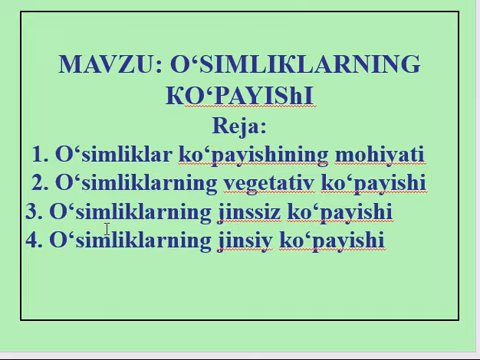 MAVZU: O‘SIMLIKLARNING
KO‘PAYIShI
Reja:
1. O‘simliklar ko‘payishining mohiyati
2. O‘simliklarning vegetativ ko‘payishi
3. O‘simliklarning jinssiz ko‘payishi
4. O‘simliklarning jinsiy ko‘payishi